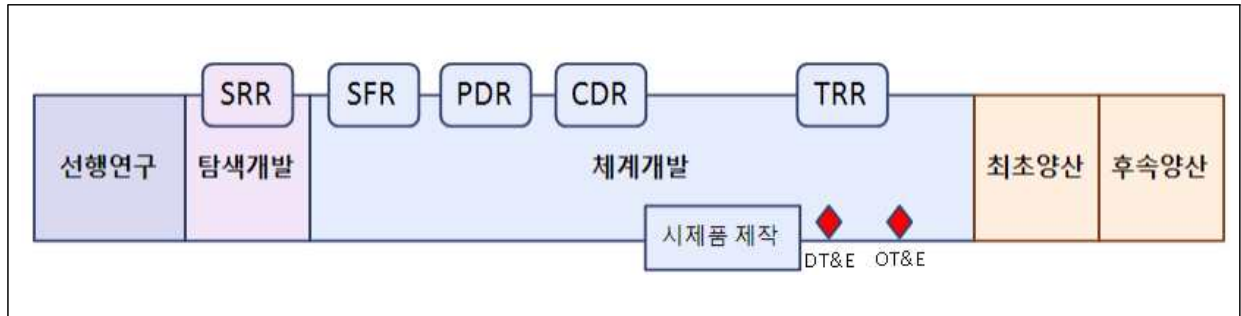 SRR
SFR
PDR
CDR
TRR
선행연구
탐색개발
체계개발
최초양산
후속양산
시제품 제작
DT&E
OT&E